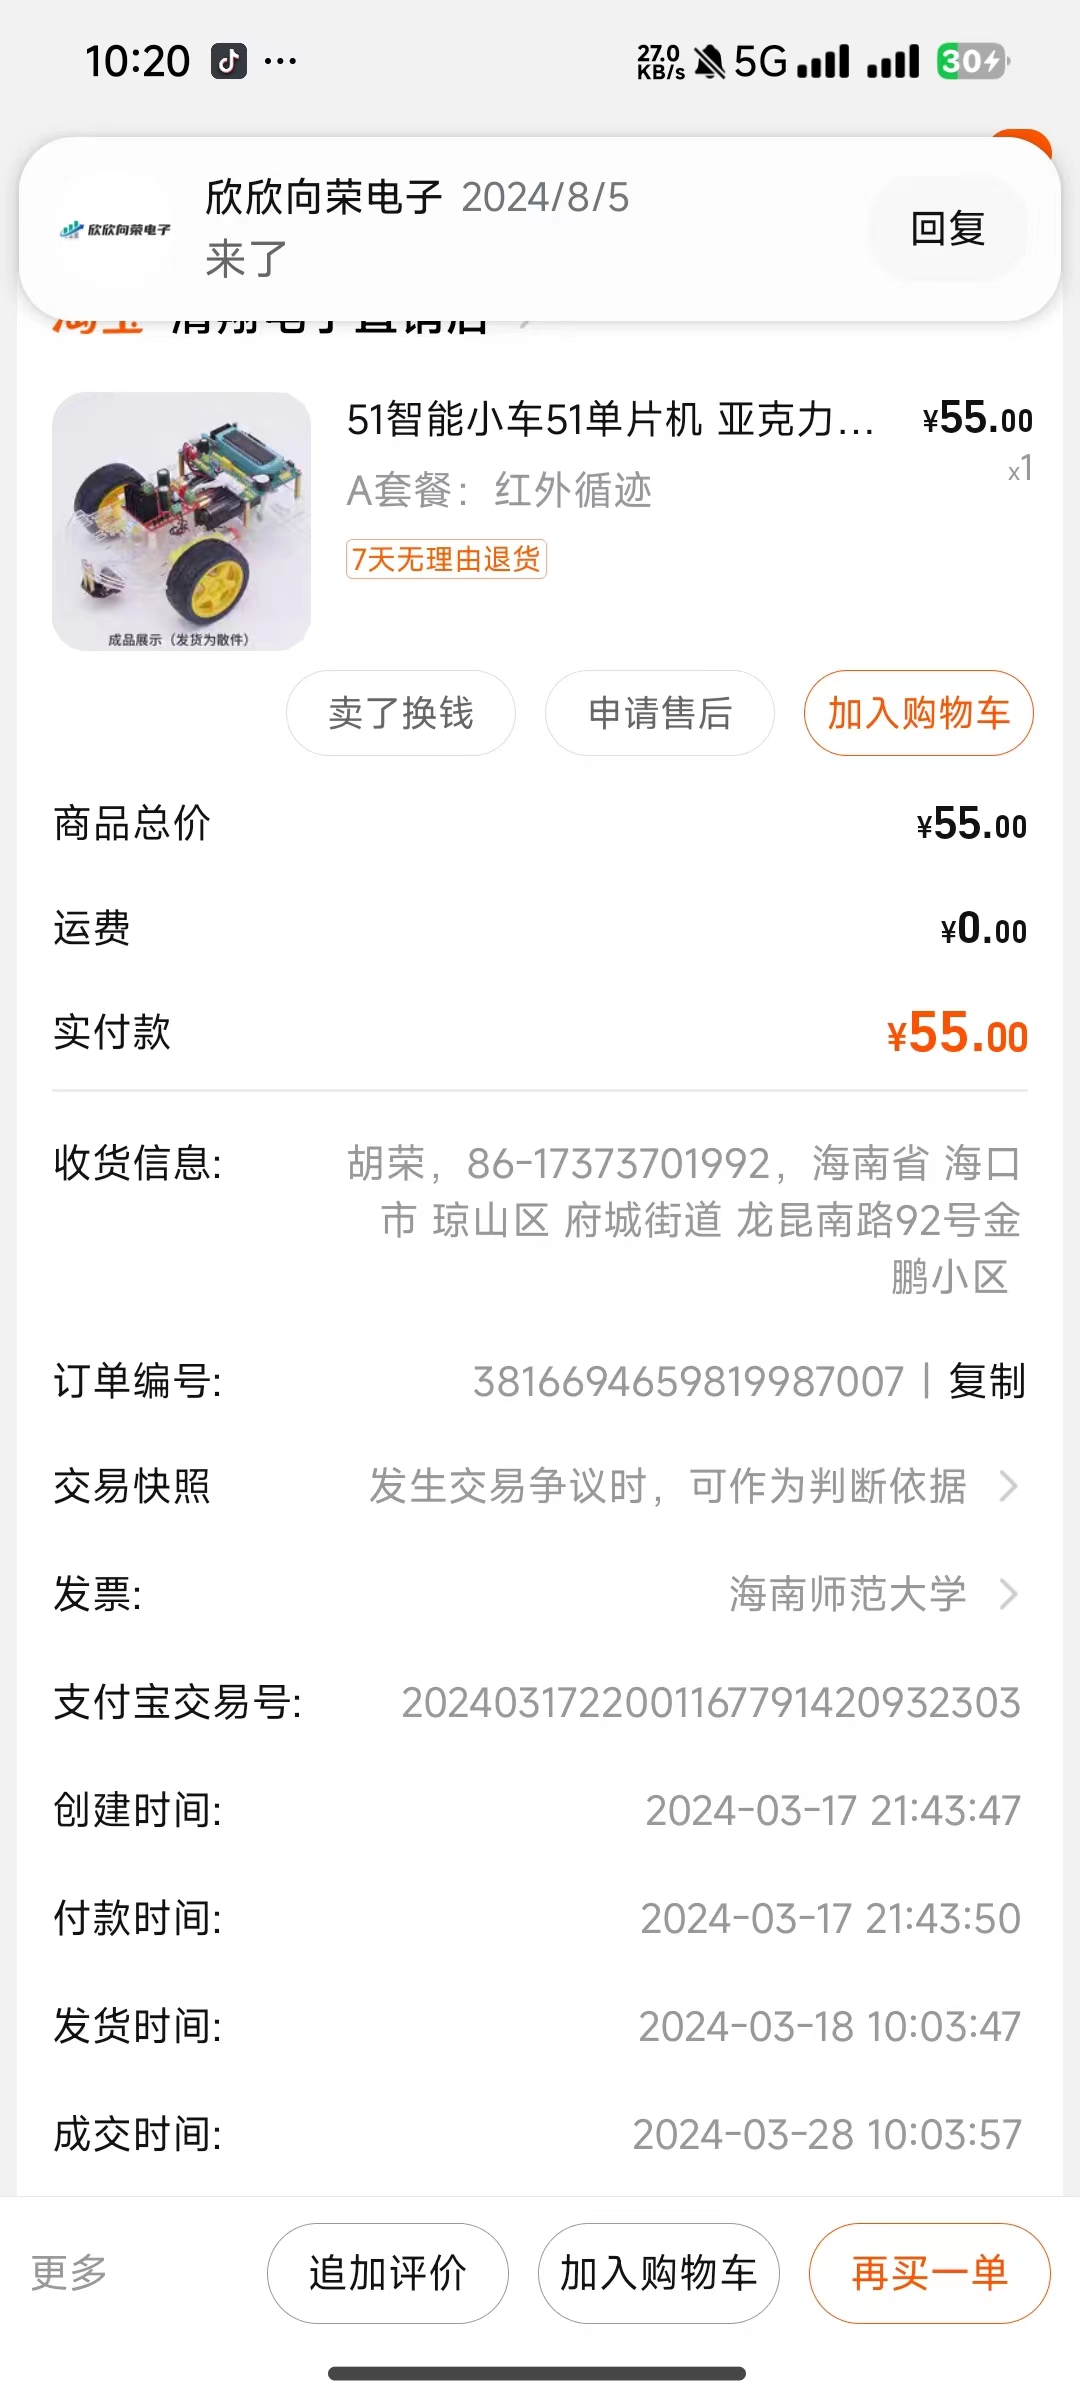 10:20 ... 27.0 KB/s 5G 30
欣欣向荣电子 2024/8/5
欣欣向荣电子
来了
回复
51智能小车51单片机 亚克力... ¥55.00
A套餐：红外循迹 x1
7天无理由退货
成品展示（发货为散件）
卖了换钱 申请售后 加入购物车
商品总价 ¥55.00
运费 ¥0.00
实付款 ¥55.00
收货信息: 胡荣，86-17373701992，海南省 海口
市 琼山区 府城街道 龙昆南路92号金
鹏小区
订单编号: 3816694659819987007 | 复制
交易快照 发生交易争议时，可作为判断依据
发票: 海南师范大学
支付宝交易号: 2024031722001167791420932303
创建时间: 2024-03-17 21:43:47
付款时间: 2024-03-17 21:43:50
发货时间: 2024-03-18 10:03:47
成交时间: 2024-03-28 10:03:57
更多 追加评价 加入购物车 再买一单